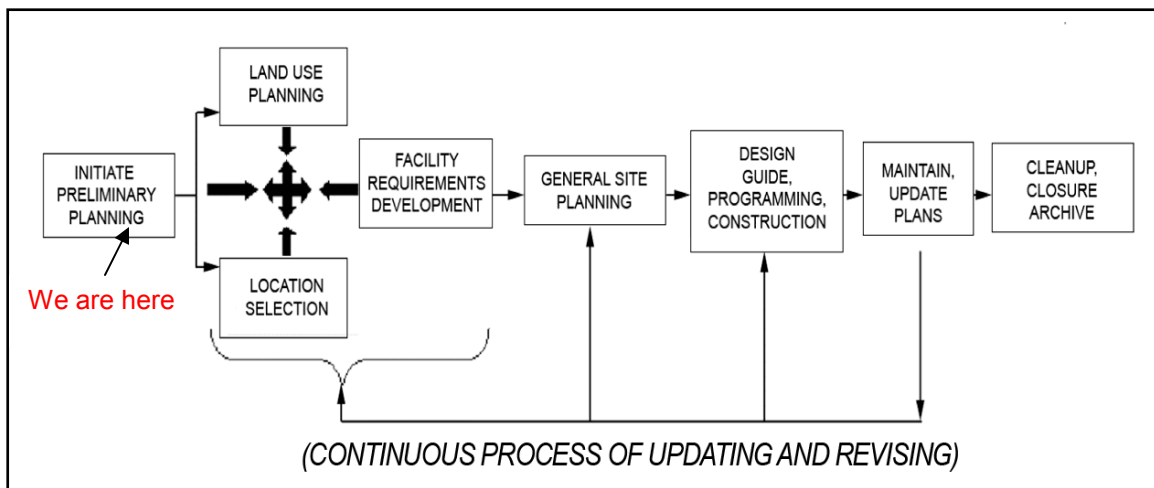 LAND USE
PLANNING
INITIATE
PRELIMINARY
PLANNING
We are here
LOCATION
SELECTION
FACILITY
REQUIREMENTS
DEVELOPMENT
GENERAL SITE
PLANNING
DESIGN
GUIDE,
PROGRAMMING,
CONSTRUCTION
MAINTAIN,
UPDATE
PLANS
CLEANUP,
CLOSURE
ARCHIVE
(CONTINUOUS PROCESS OF UPDATING AND REVISING)